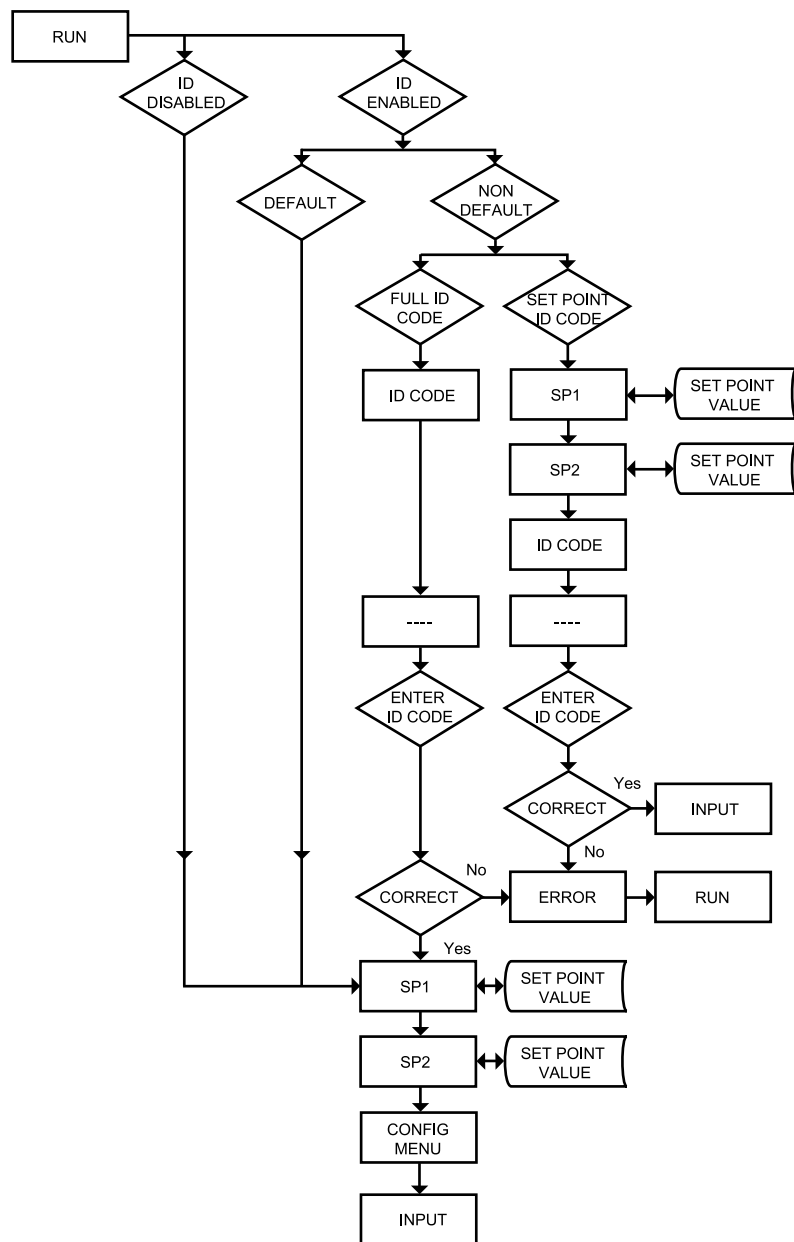 RUN
ID
DISABLED
ID
ENABLED
DEFAULT
NON
DEFAULT
FULL ID
CODE
SET POINT
ID CODE
ID CODE
SP1
SET POINT
VALUE
SP2
SET POINT
VALUE
ID CODE
----
----
ENTER
ID CODE
ENTER
ID CODE
CORRECT
Yes
INPUT
No
CORRECT
No
ERROR
RUN
Yes
SP1
SET POINT
VALUE
SP2
SET POINT
VALUE
CONFIG
MENU
INPUT